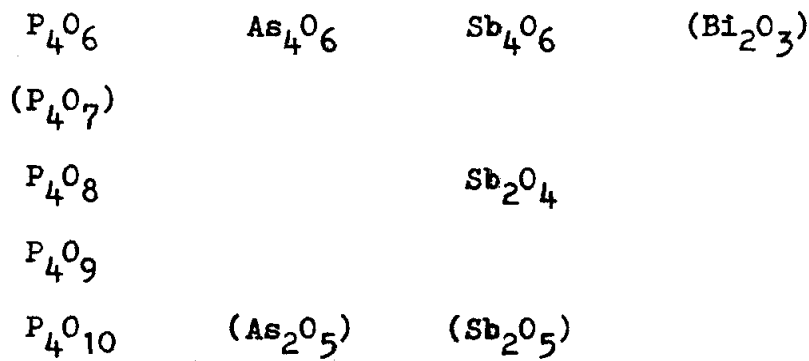 P4O6 As4O6 Sb4O6 (Bi2O3)
(P4O7)
P4O8 Sb2O4
P4O9
P4O10 (As2O5) (Sb2O5)